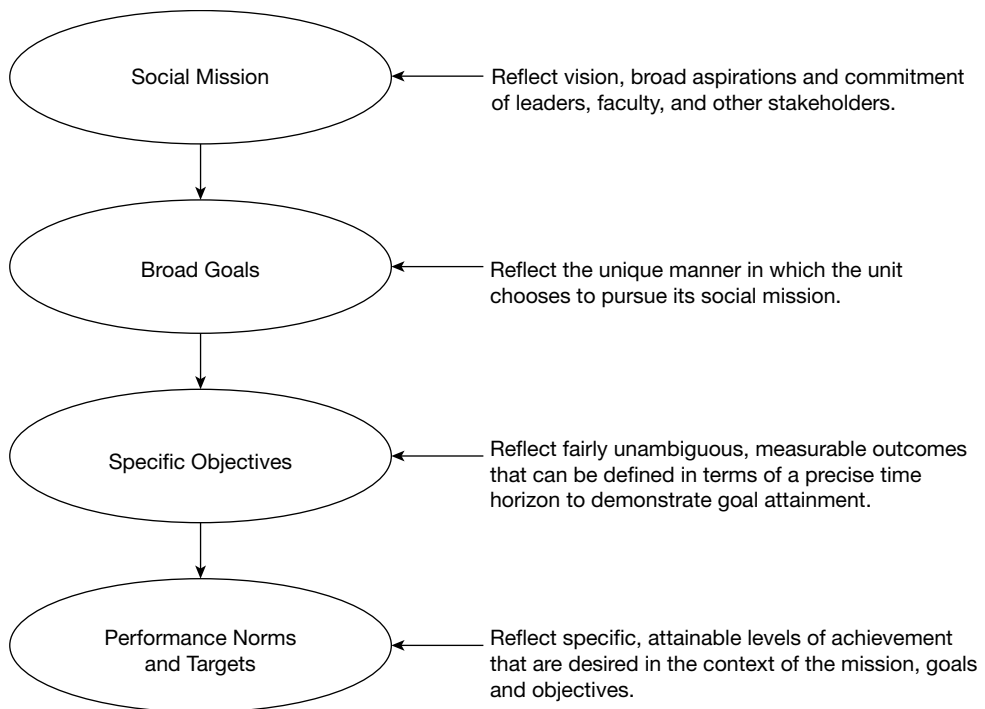 Social Mission
Reflect vision, broad aspirations and commitment
of leaders, faculty, and other stakeholders.
Broad Goals
Reflect the unique manner in which the unit
chooses to pursue its social mission.
Specific Objectives
Reflect fairly unambiguous, measurable outcomes
that can be defined in terms of a precise time
horizon to demonstrate goal attainment.
Performance Norms
and Targets
Reflect specific, attainable levels of achievement
that are desired in the context of the mission, goals
and objectives.